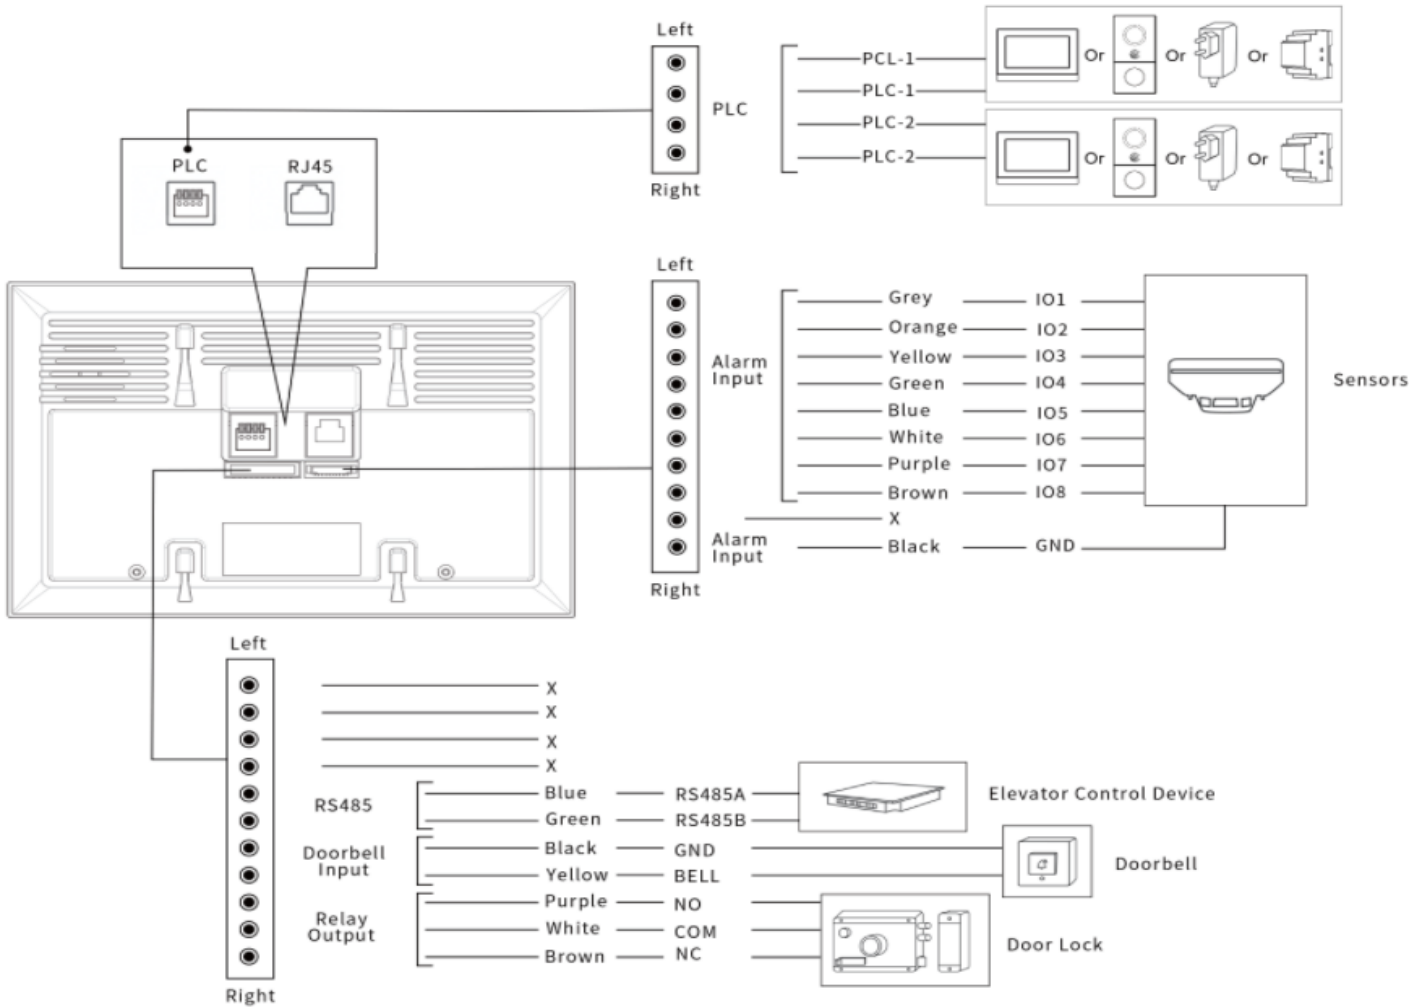 Left
PCL-1
Or Or Or
PLC-1
PLC
PLC-2
Or Or Or
PLC-2
Right
PLC RJ45
Left
Grey IO1
Orange IO2
Yellow IO3
Alarm
Input
Green IO4
Sensors
Blue IO5
White IO6
Purple IO7
Brown IO8
X
Alarm
Input
Black GND
Right
Left
X
X
X
X
RS485
Blue RS485A
Elevator Control Device
Green RS485B
Doorbell
Input
Black GND
Doorbell
Yellow BELL
Relay
Output
Purple NO
White COM
Door Lock
Brown NC
Right